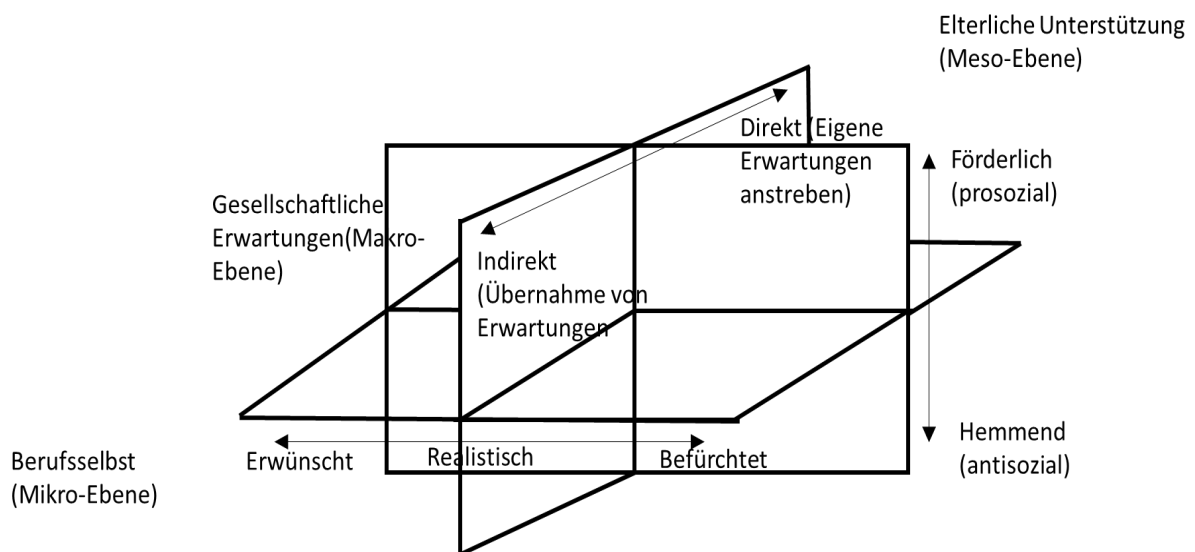 Elterliche Unterstützung
(Meso-Ebene)
Direkt (Eigene
Erwartungen
anstreben)
Förderlich
(prosozial)
Gesellschaftliche
Erwartungen(Makro-
Ebene)
Indirekt
(Übernahme von
Erwartungen
Hemmend
(antisozial)
Berufsselbst
(Mikro-Ebene)
Erwünscht
Realistisch
Befürchtet